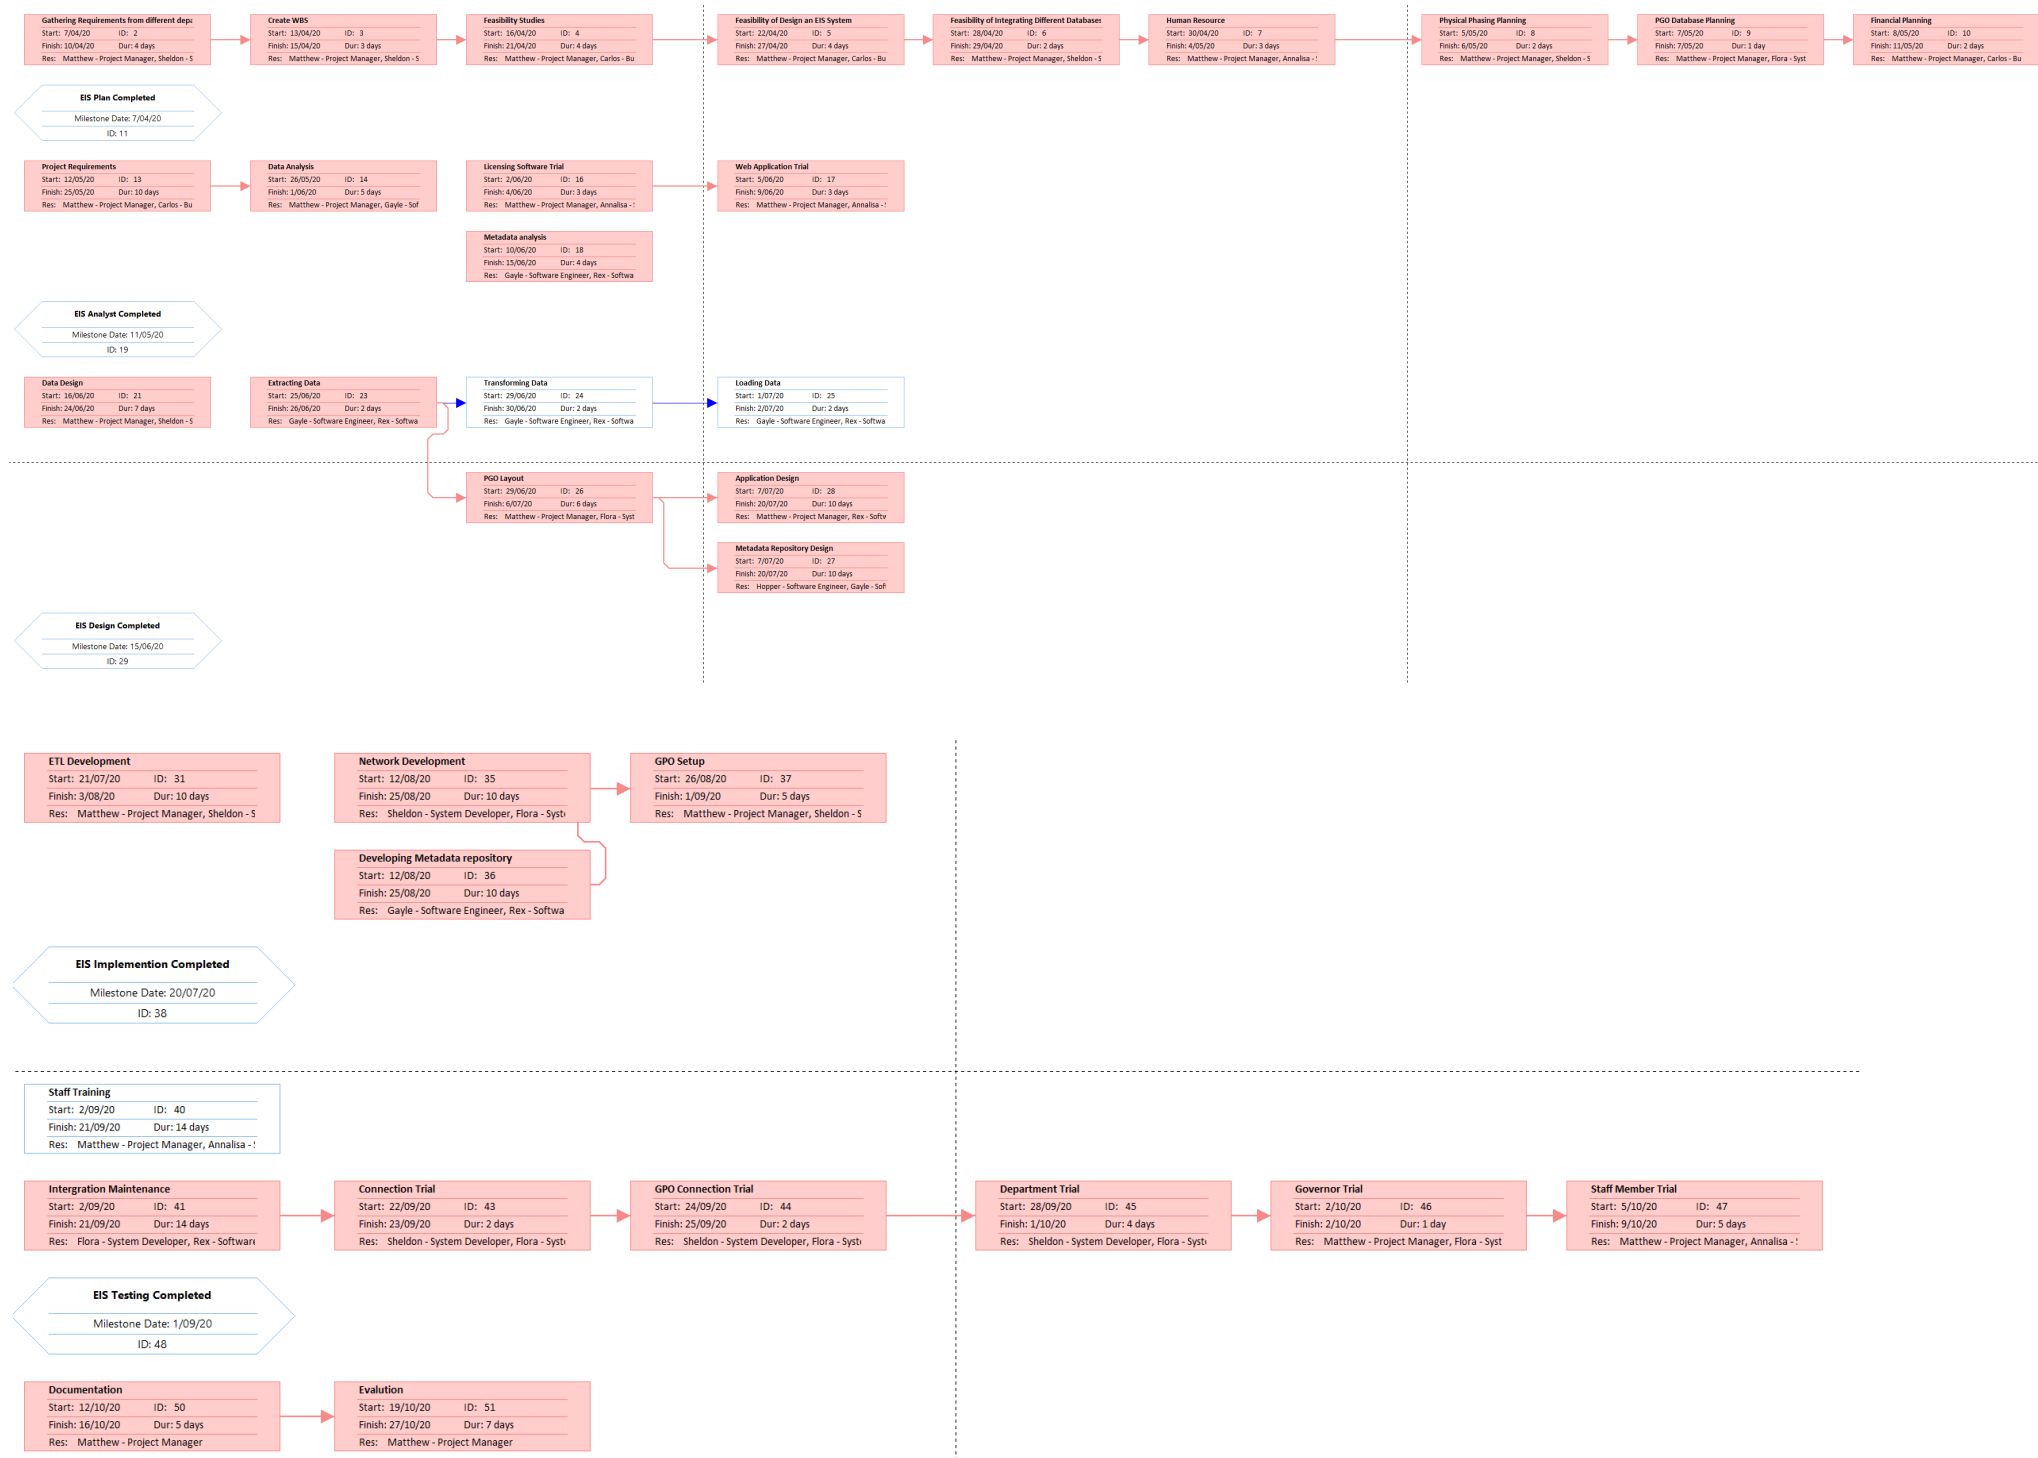 Gathering Requirements from different depa
Start: 7/04/20 ID: 2
Finish: 10/04/20 Dur: 4 days
Res: Matthew - Project Manager, Sheldon - S
Create WBS
Start: 13/04/20 ID: 3
Finish: 15/04/20 Dur: 3 days
Res: Matthew - Project Manager, Sheldon - S
Feasibility Studies
Start: 16/04/20 ID: 4
Finish: 21/04/20 Dur: 4 days
Res: Matthew - Project Manager, Carlos - Bu
Feasibility of Design an EIS System
Start: 22/04/20 ID: 5
Finish: 27/04/20 Dur: 4 days
Res: Matthew - Project Manager, Carlos - Bu
Feasibility of Integrating Different Databases
Start: 28/04/20 ID: 6
Finish: 29/04/20 Dur: 2 days
Res: Matthew - Project Manager, Sheldon - S
Human Resource
Start: 30/04/20 ID: 7
Finish: 4/05/20 Dur: 3 days
Res: Matthew - Project Manager, Annalisa -
Physical Phasing Planning
Start: 5/05/20 ID: 8
Finish: 6/05/20 Dur: 2 days
Res: Matthew - Project Manager, Sheldon - S
PGO Database Planning
Start: 7/05/20 ID: 9
Finish: 7/05/20 Dur: 1 day
Res: Matthew - Project Manager, Flora - Syst
Financial Planning
Start: 8/05/20 ID: 10
Finish: 11/05/20 Dur: 2 days
Res: Matthew - Project Manager, Carlos - Bu
EIS Plan Completed
Milestone Date: 7/04/20
ID: 11
Project Requirements
Start: 12/05/20 ID: 13
Finish: 25/05/20 Dur: 10 days
Res: Matthew - Project Manager, Carlos - Bu
Data Analysis
Start: 26/05/20 ID: 14
Finish: 1/06/20 Dur: 5 days
Res: Matthew - Project Manager, Gayle - Sof
Licensing Software Trial
Start: 2/06/20 ID: 16
Finish: 4/06/20 Dur: 3 days
Res: Matthew - Project Manager, Annalisa -
Web Application Trial
Start: 5/06/20 ID: 17
Finish: 9/06/20 Dur: 3 days
Res: Matthew - Project Manager, Annalisa -
Metadata analysis
Start: 10/06/20 ID: 18
Finish: 15/06/20 Dur: 4 days
Res: Gayle - Software Engineer, Rex - Softwa
EIS Analyst Completed
Milestone Date: 11/05/20
ID: 19
Data Design
Start: 16/06/20 ID: 21
Finish: 24/06/20 Dur: 7 days
Res: Matthew - Project Manager, Sheldon - S
Extracting Data
Start: 25/06/20 ID: 23
Finish: 26/06/20 Dur: 2 days
Res: Gayle - Software Engineer, Rex - Softwa
Transforming Data
Start: 29/06/20 ID: 24
Finish: 30/06/20 Dur: 2 days
Res: Gayle - Software Engineer, Rex - Softwa
Loading Data
Start: 1/07/20 ID: 25
Finish: 2/07/20 Dur: 2 days
Res: Gayle - Software Engineer, Rex - Softwa
PGO Layout
Start: 29/06/20 ID: 26
Finish: 6/07/20 Dur: 6 days
Res: Matthew - Project Manager, Flora - Syst
Application Design
Start: 7/07/20 ID: 28
Finish: 20/07/20 Dur: 10 days
Res: Matthew - Project Manager, Rex - Softw
Metadata Repository Design
Start: 7/07/20 ID: 27
Finish: 20/07/20 Dur: 10 days
Res: Hopper - Software Engineer, Gayle - Sof
EIS Design Completed
Milestone Date: 15/06/20
ID: 29
ETL Development
Start: 21/07/20 ID: 31
Finish: 3/08/20 Dur: 10 days
Res: Matthew - Project Manager, Sheldon - S
Network Development
Start: 12/08/20 ID: 35
Finish: 25/08/20 Dur: 10 days
Res: Sheldon - System Developer, Flora - Syst
GPO Setup
Start: 26/08/20 ID: 37
Finish: 1/09/20 Dur: 5 days
Res: Matthew - Project Manager, Sheldon - S
Developing Metadata repository
Start: 12/08/20 ID: 36
Finish: 25/08/20 Dur: 10 days
Res: Gayle - Software Engineer, Rex - Softwa
EIS Implemention Completed
Milestone Date: 20/07/20
ID: 38
Staff Training
Start: 2/09/20 ID: 40
Finish: 21/09/20 Dur: 14 days
Res: Matthew - Project Manager, Annalisa -
Intergration Maintenance
Start: 2/09/20 ID: 41
Finish: 21/09/20 Dur: 14 days
Res: Flora - System Developer, Rex - Software
Connection Trial
Start: 22/09/20 ID: 43
Finish: 23/09/20 Dur: 2 days
Res: Sheldon - System Developer, Flora - Syst
GPO Connection Trial
Start: 24/09/20 ID: 44
Finish: 25/09/20 Dur: 2 days
Res: Sheldon - System Developer, Flora - Syst
Department Trial
Start: 28/09/20 ID: 45
Finish: 1/10/20 Dur: 4 days
Res: Sheldon - System Developer, Flora - Syst
Governor Trial
Start: 2/10/20 ID: 46
Finish: 2/10/20 Dur: 1 day
Res: Matthew - Project Manager, Flora - Syst
Staff Member Trial
Start: 5/10/20 ID: 47
Finish: 9/10/20 Dur: 5 days
Res: Matthew - Project Manager, Annalisa -
EIS Testing Completed
Milestone Date: 1/09/20
ID: 48
Documentation
Start: 12/10/20 ID: 50
Finish: 16/10/20 Dur: 5 days
Res: Matthew - Project Manager
Evalution
Start: 19/10/20 ID: 51
Finish: 27/10/20 Dur: 7 days
Res: Matthew - Project Manager